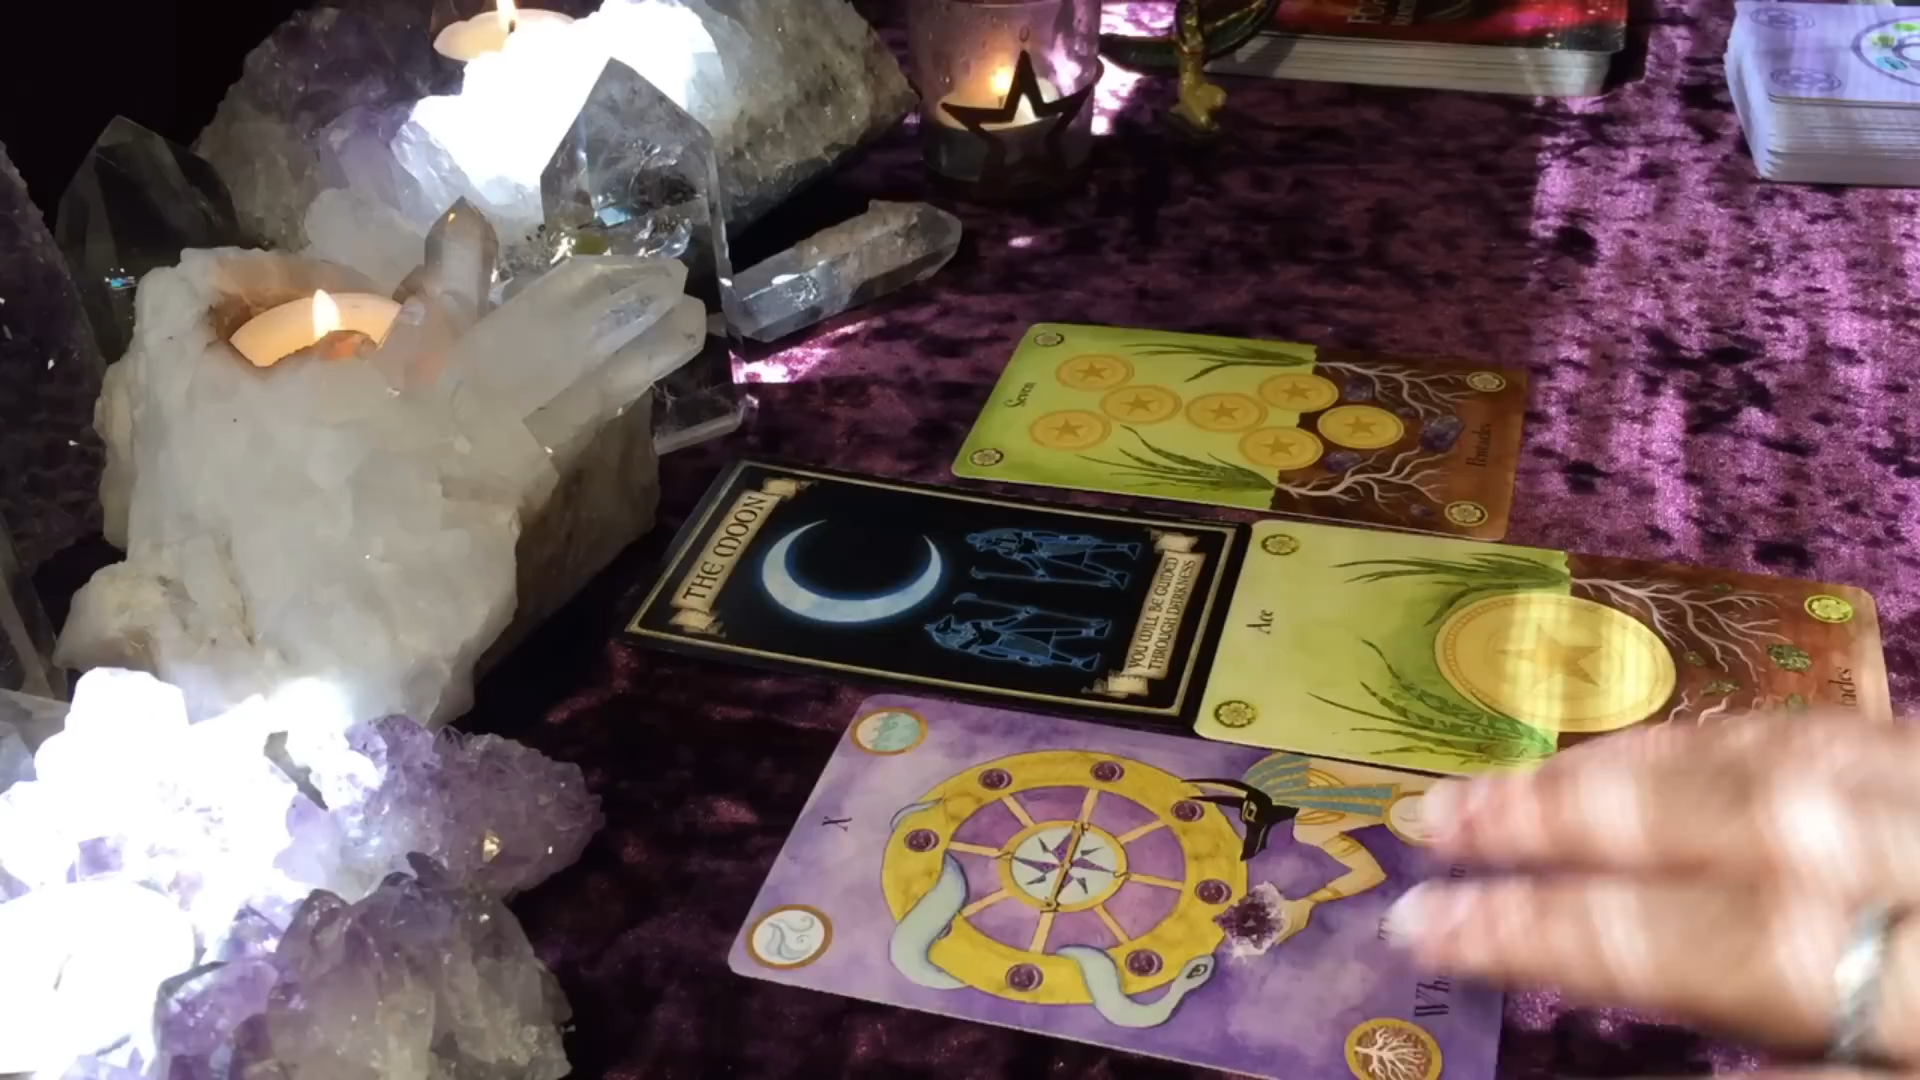 Seven
Pentacles
THE MOON
YOU WILL BE GUIDED
THROUGH DARKNESS
Ace
X